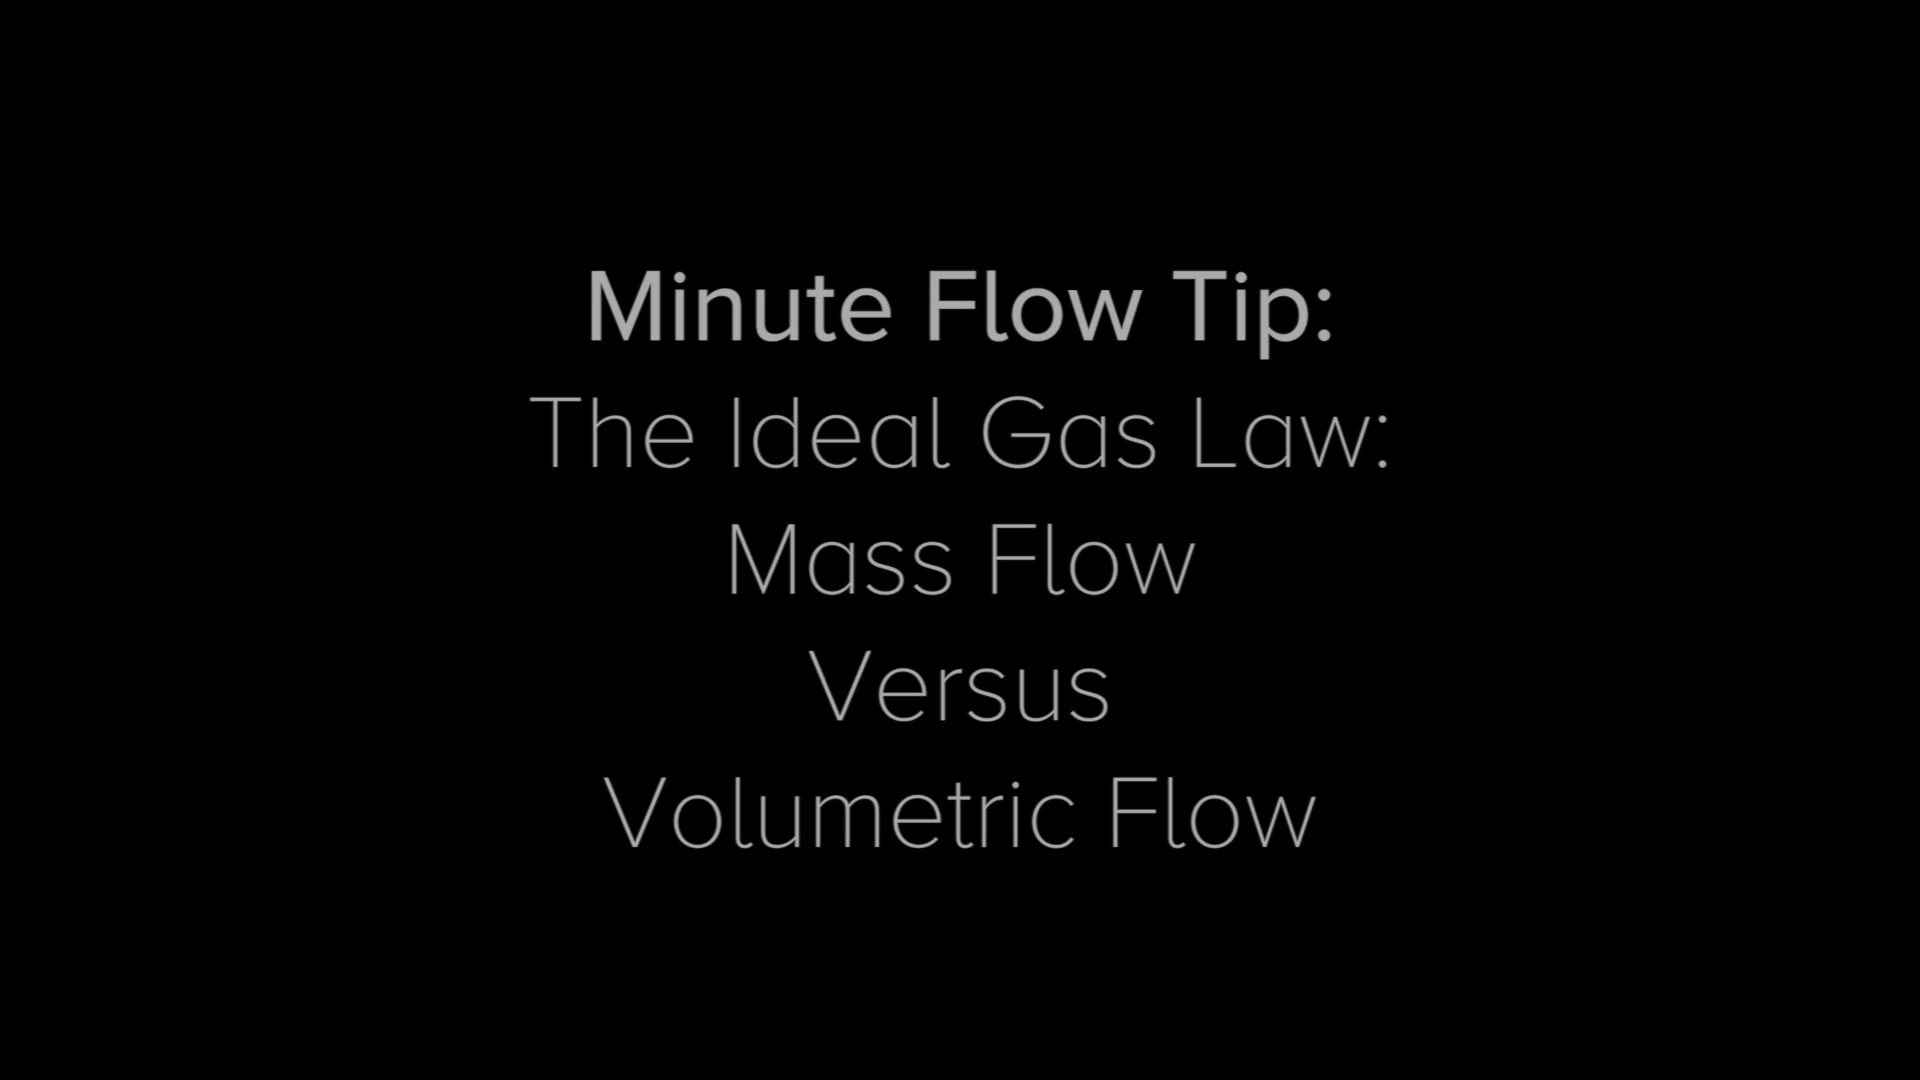 Minute Flow Tip:
The Ideal Gas Law:
Mass Flow
Versus
Volumetric Flow